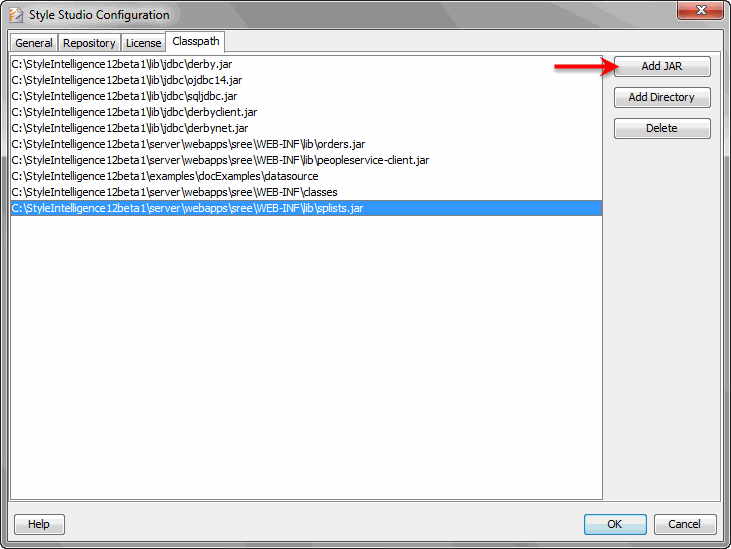 Style Studio Configuration
General Repository License Classpath
C:\StyleIntelligence12beta1\lib\jdbc\derby.jar
C:\StyleIntelligence12beta1\lib\jdbc\ojdbc14.jar
C:\StyleIntelligence12beta1\lib\jdbc\sqljdbc.jar
C:\StyleIntelligence12beta1\lib\jdbc\derbyclient.jar
C:\StyleIntelligence12beta1\lib\jdbc\derbynet.jar
C:\StyleIntelligence12beta1\server\webapps\sree\WEB-INF\lib\orders.jar
C:\StyleIntelligence12beta1\server\webapps\sree\WEB-INF\lib\peopleservice-client.jar
C:\StyleIntelligence12beta1\examples\docExamples\datasource
C:\StyleIntelligence12beta1\server\webapps\sree\WEB-INF\classes
C:\StyleIntelligence12beta1\server\webapps\sree\WEB-INF\lib\splists.jar
Add JAR
Add Directory
Delete
Help
OK
Cancel